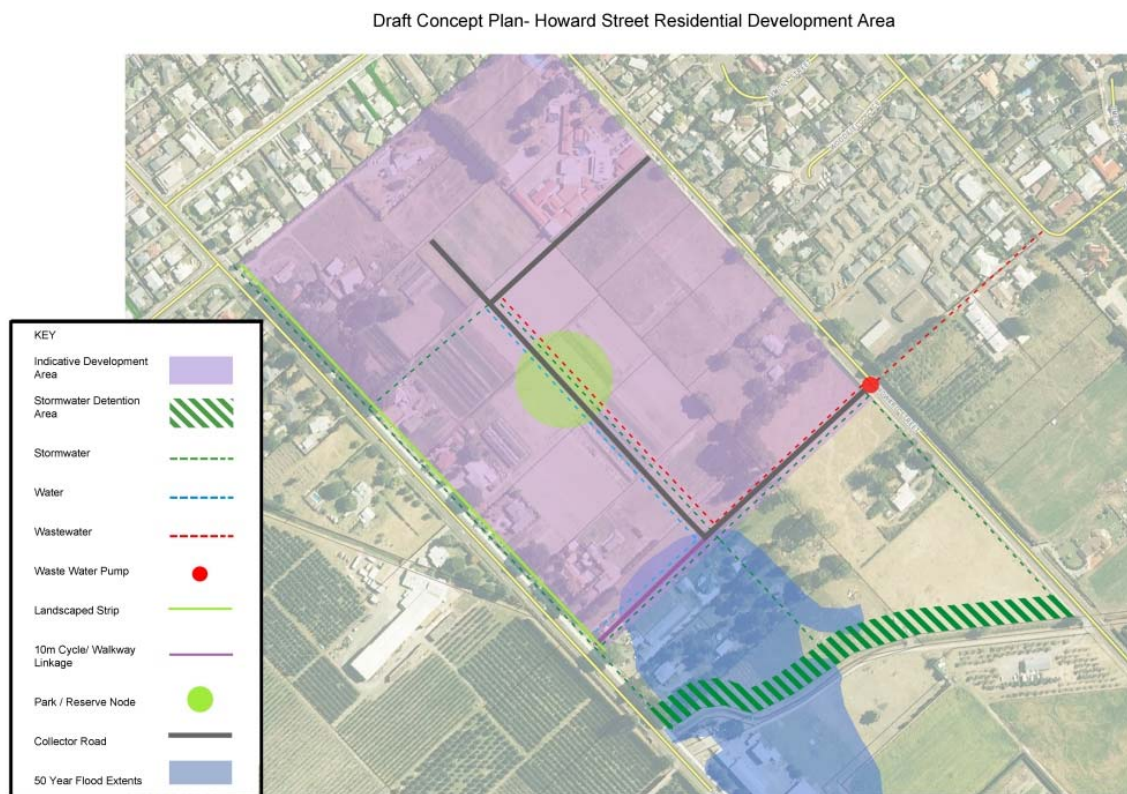 Draft Concept Plan- Howard Street Residential Development Area
KEY
Indicative Development
Area
Stormwater Detention
Area
Stormwater
Water
Wastewater
Waste Water Pump
Landscaped Strip
10m Cycle/ Walkway
Linkage
Park / Reserve Node
Collector Road
50 Year Flood Extents